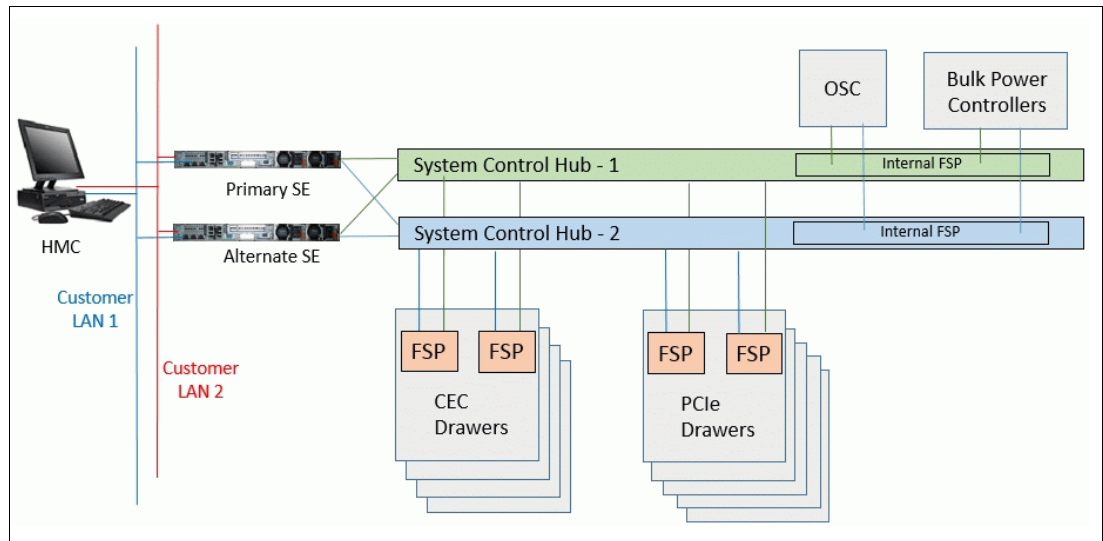 OSC
Bulk Power
Controllers
System Control Hub - 1
Internal FSP
Primary SE
System Control Hub - 2
Internal FSP
HMC
Alternate SE
Customer
LAN 1
FSP
FSP
FSP
FSP
Customer
LAN 2
CEC
Drawers
PCIe
Drawers